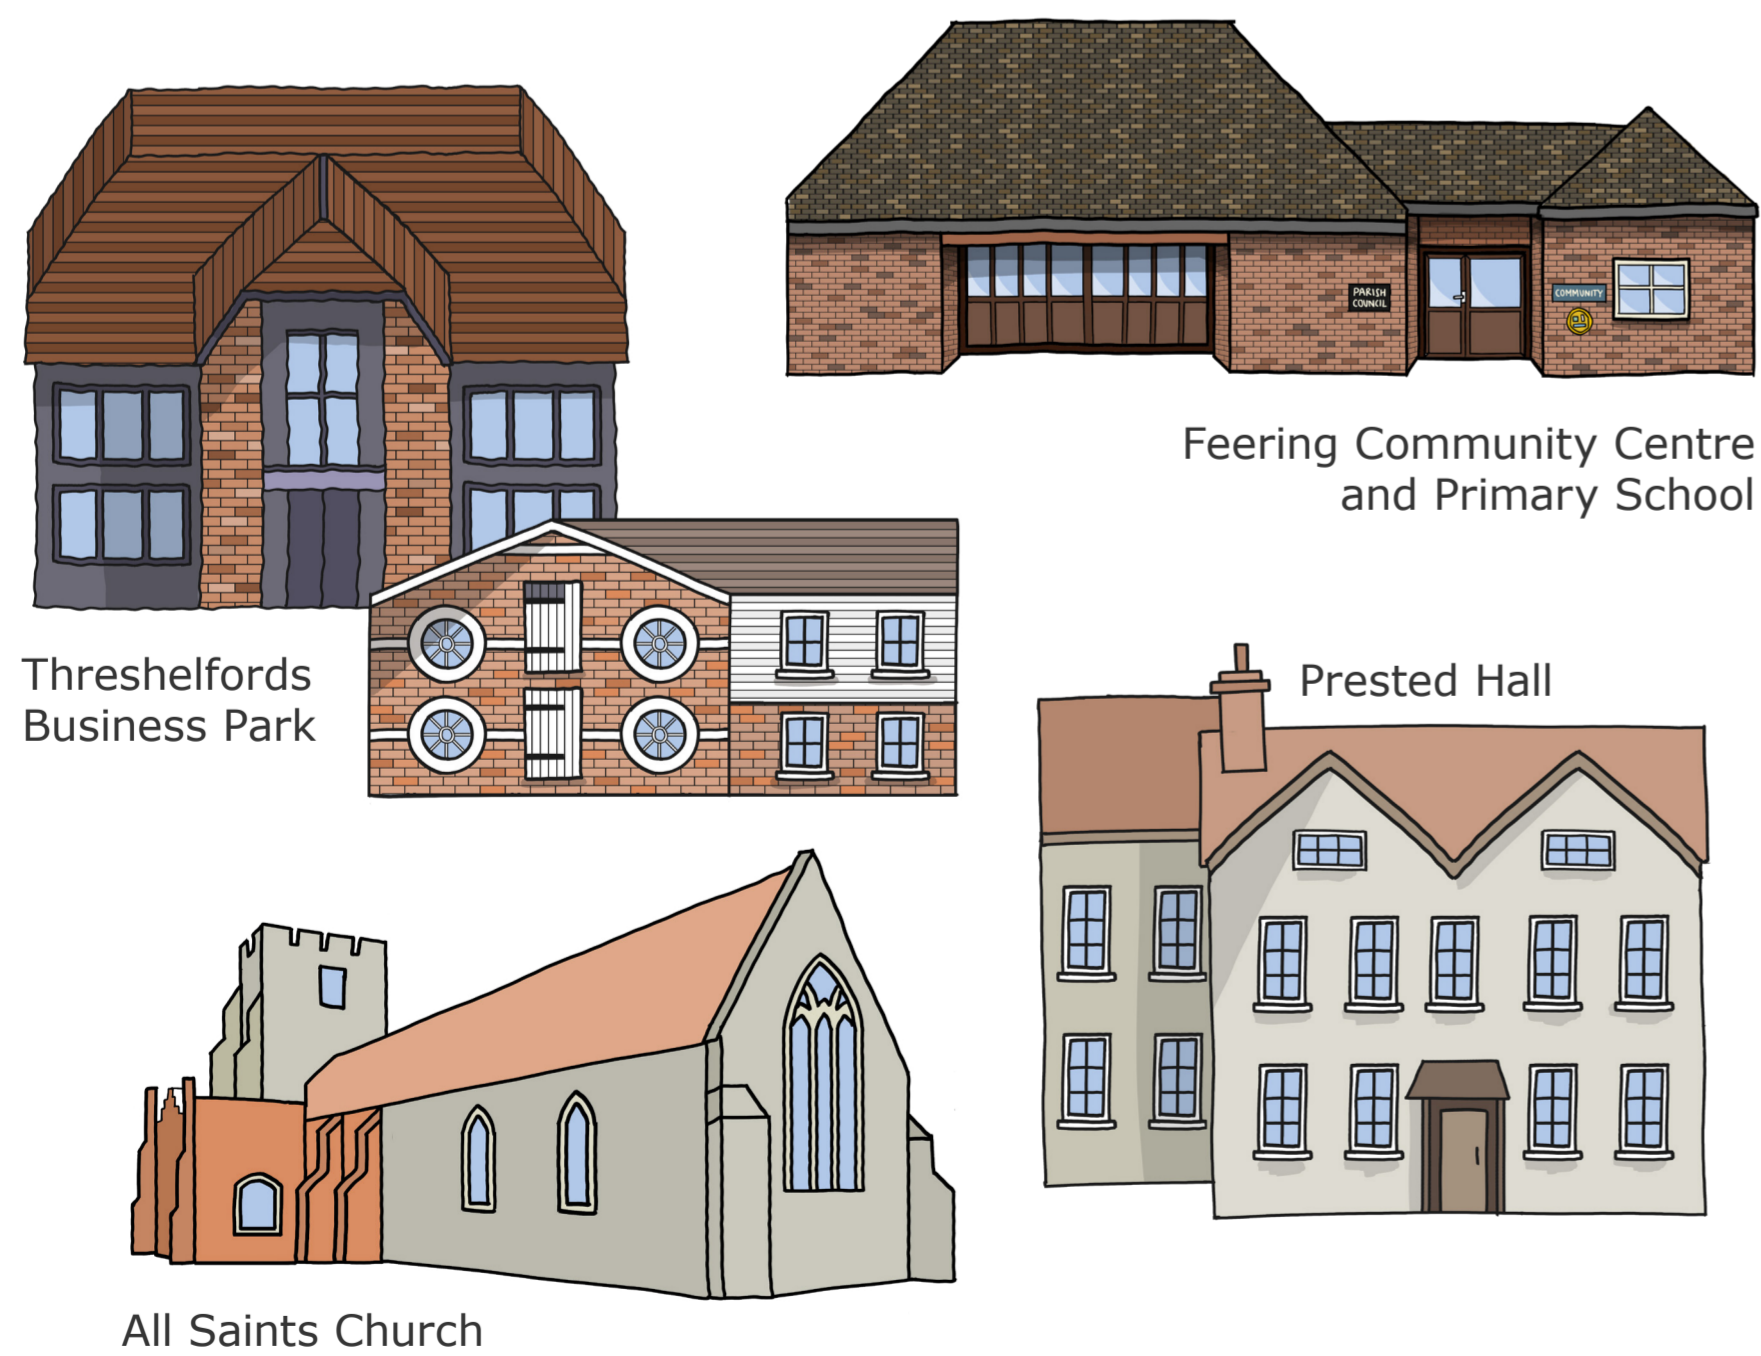 PARISH
COUNCIL
COMMUNITY
Feering Community Centre
and Primary School
Threshelfords
Business Park
Prested Hall
All Saints Church